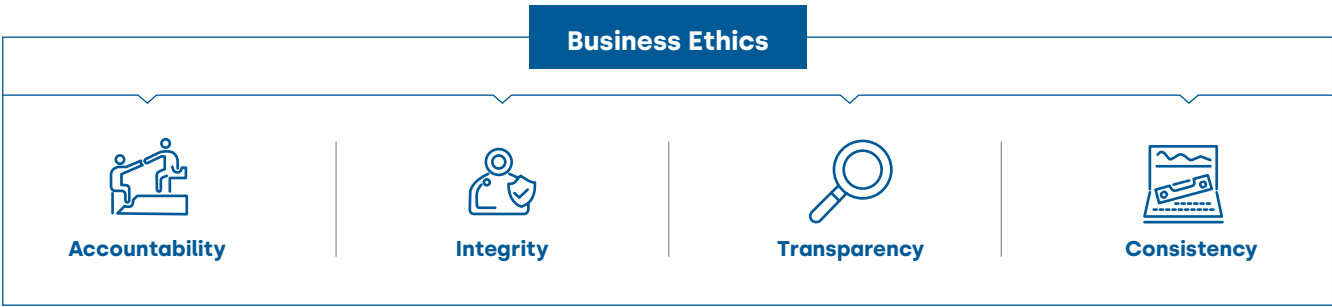 Business Ethics
Accountability
Integrity
Transparency
Consistency